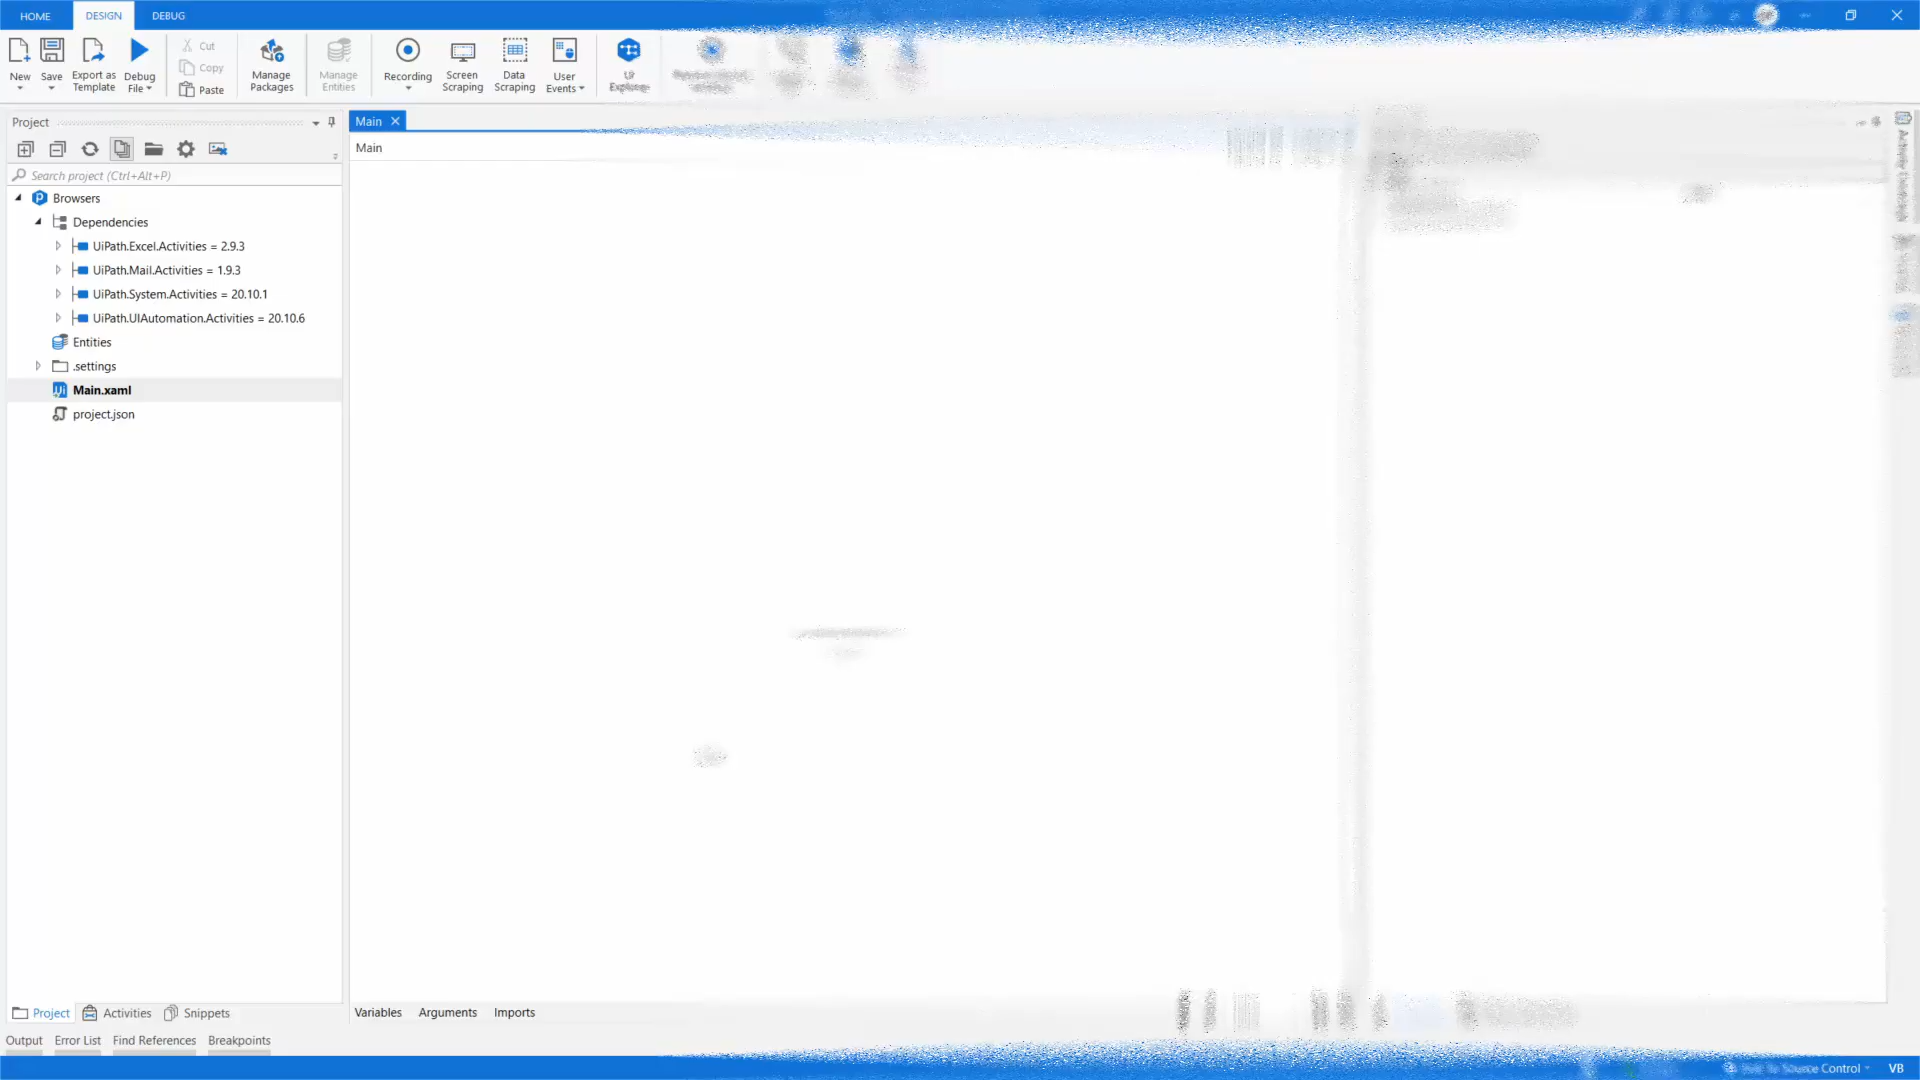 HOME DESIGN DEBUG
New Save Export as Template Debug File Cut Copy Paste Manage Packages Manage Entities Recording Screen Scraping Data Scraping User Events UI Explorer
Project
Main
Main
Search project (Ctrl+Alt+P)
Browsers
Dependencies
UiPath.Excel.Activities = 2.9.3
UiPath.Mail.Activities = 1.9.3
UiPath.System.Activities = 20.10.1
UiPath.UIAutomation.Activities = 20.10.6
Entities
.settings
Main.xaml
project.json
Project Activities Snippets
Variables Arguments Imports
Output Error List Find References Breakpoints
Source Control VB